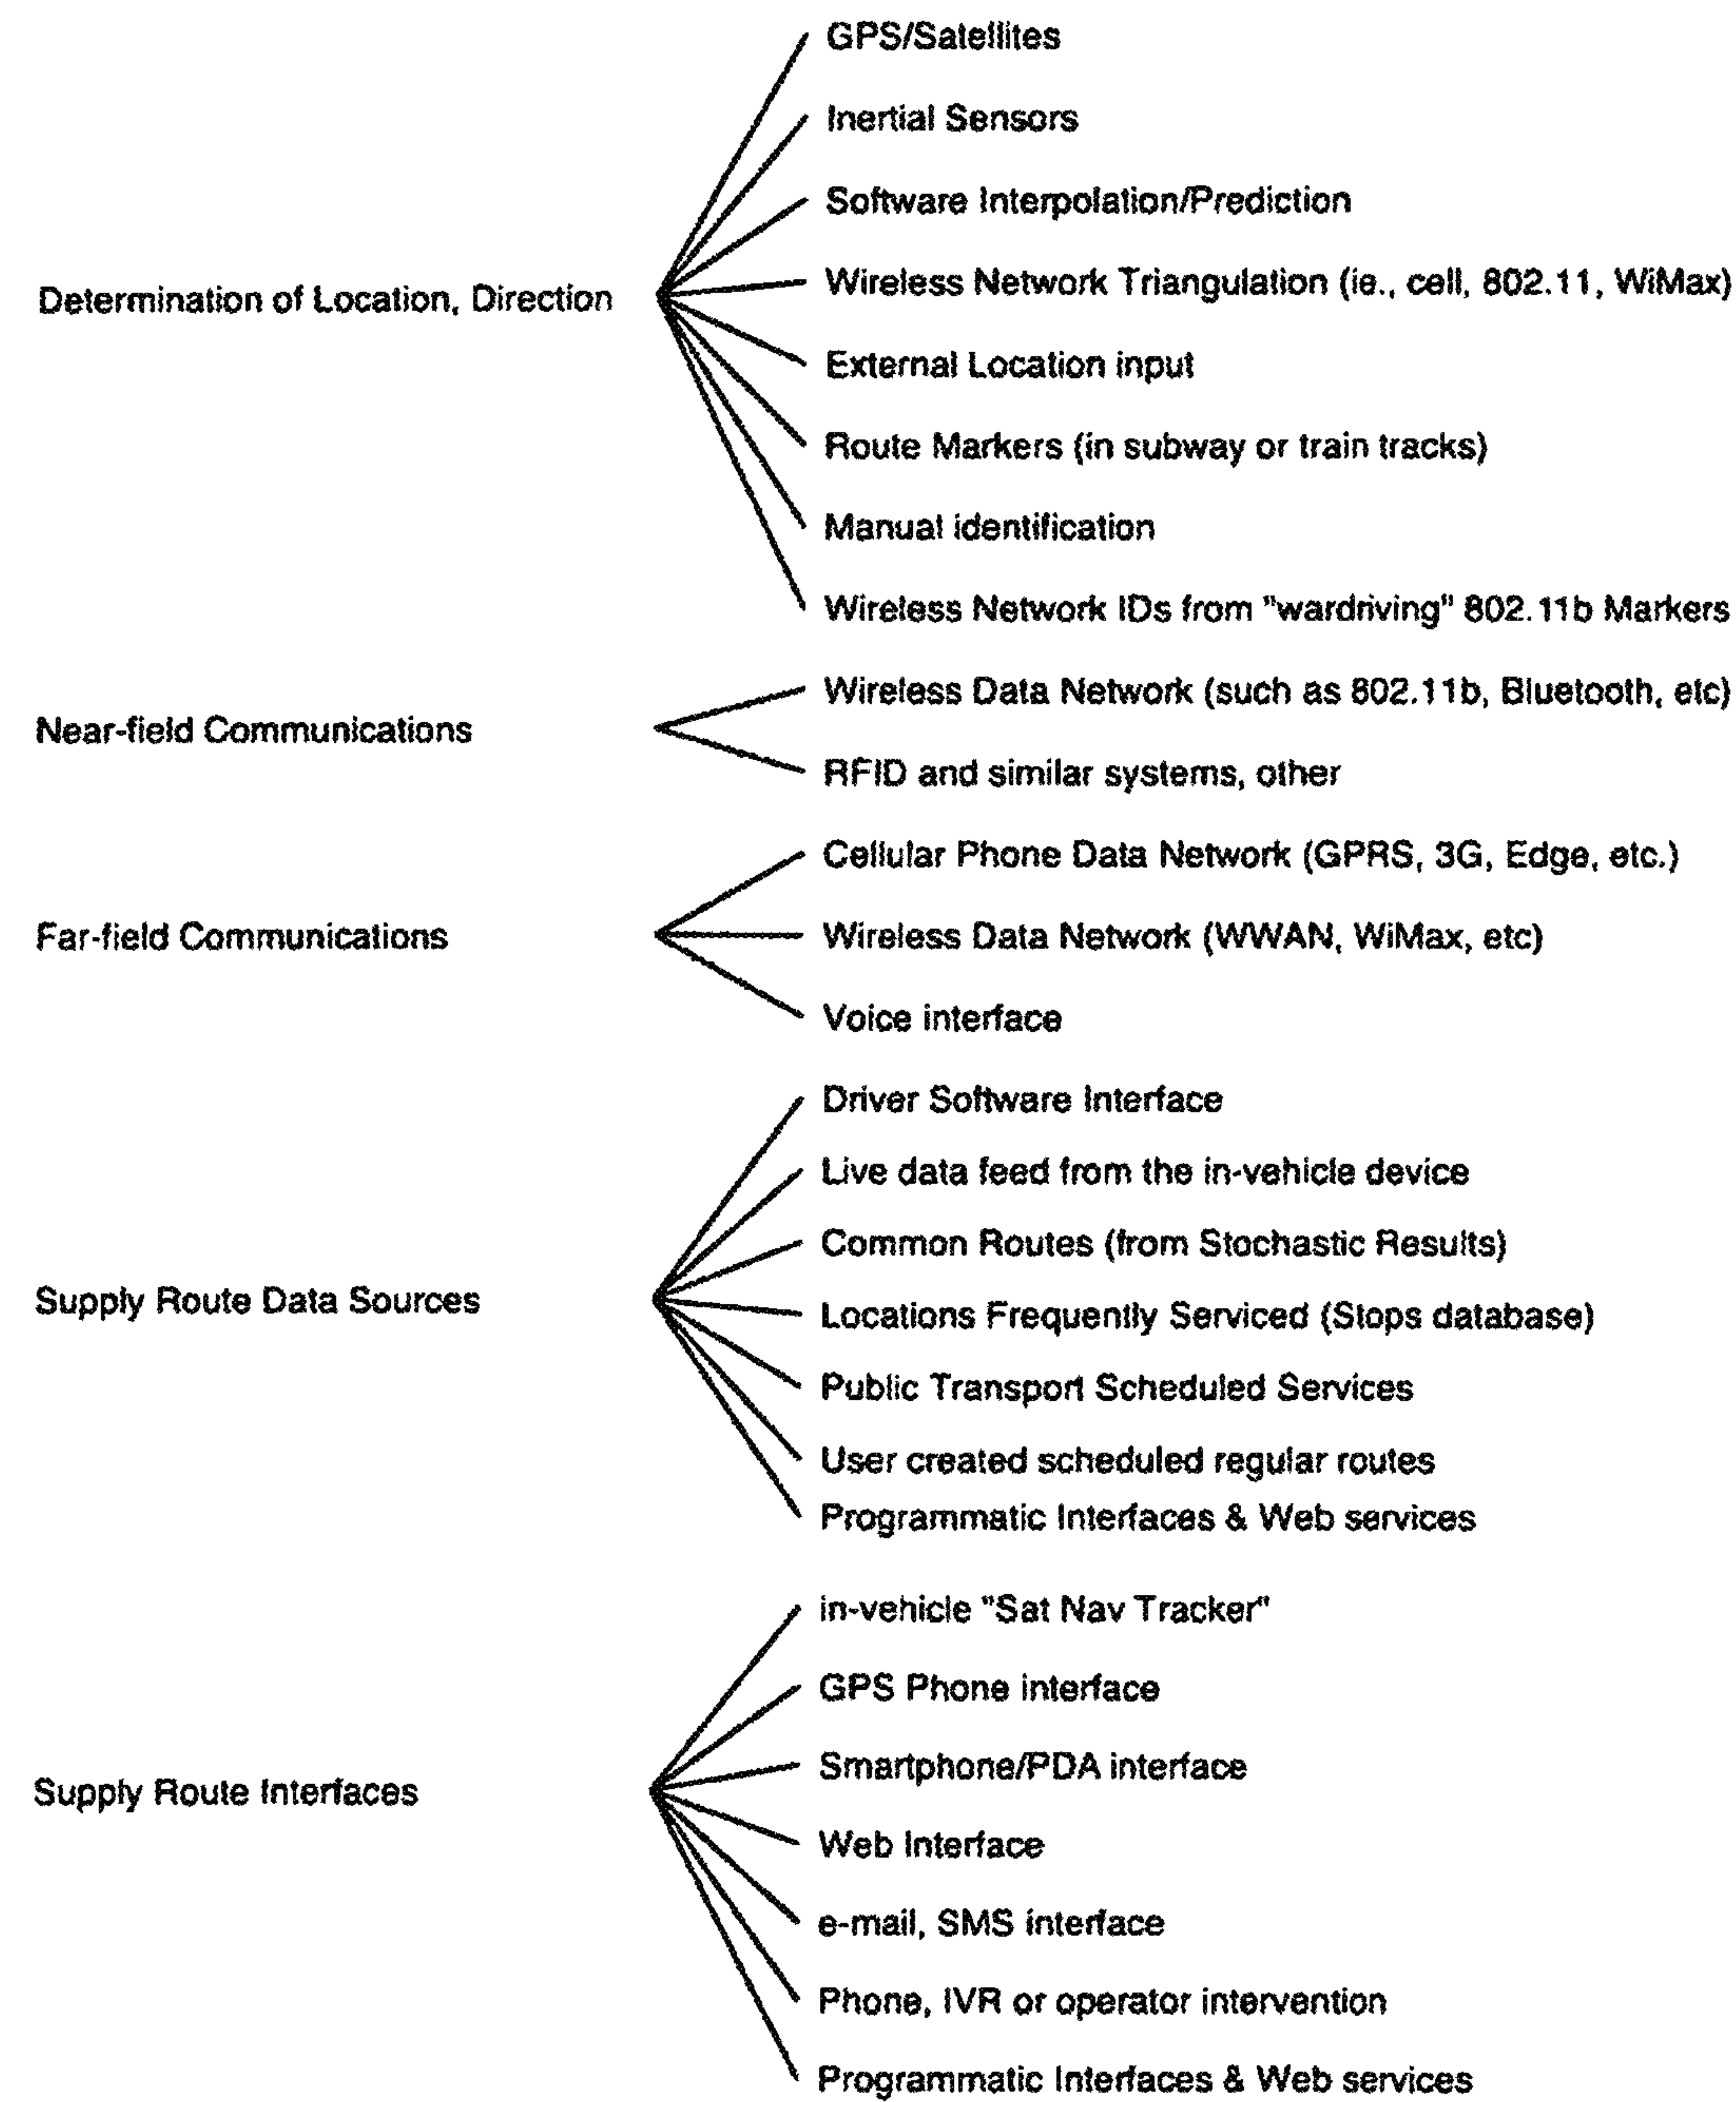 GPS/Satellites
Inertial Sensors
Software Interpolation/Prediction
Wireless Network Triangulation (ie., cell, 802.11, WiMax)
Determination of Location, Direction
External Location input
Route Markers (in subway or train tracks)
Manual identification
Wireless Network IDs from "wardriving" 802.11b Markers
Wireless Data Network (such as 802.11b, Bluetooth, etc)
Near-field Communications
RFID and similar systems, other
Cellular Phone Data Network (GPRS, 3G, Edge, etc.)
Far-field Communications
Wireless Data Network (WWAN, WiMax, etc)
Voice interface
Driver Software Interface
Live data feed from the in-vehicle device
Common Routes (from Stochastic Results)
Supply Route Data Sources
Locations Frequently Serviced (Stops database)
Public Transport Scheduled Services
User created scheduled regular routes
Programmatic Interfaces & Web services
in-vehicle "Sat Nav Tracker"
GPS Phone interface
Smartphone/PDA interface
Supply Route Interfaces
Web Interface
e-mail, SMS interface
Phone, IVR or operator intervention
Programmatic Interfaces & Web services